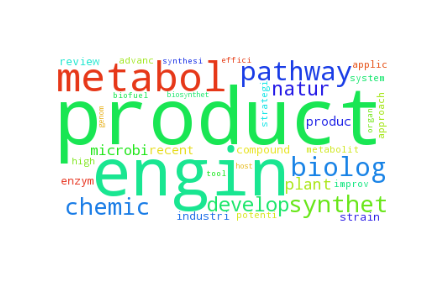 review advanc synthesi effici
metabol pathway applic
biofuel biosynthet natur system
product strategi approach
genom produc organ
microbi recent compound metabolit
high engin host biolog
enzym tool plant improv
chemic develop synthet
industri potenti strain